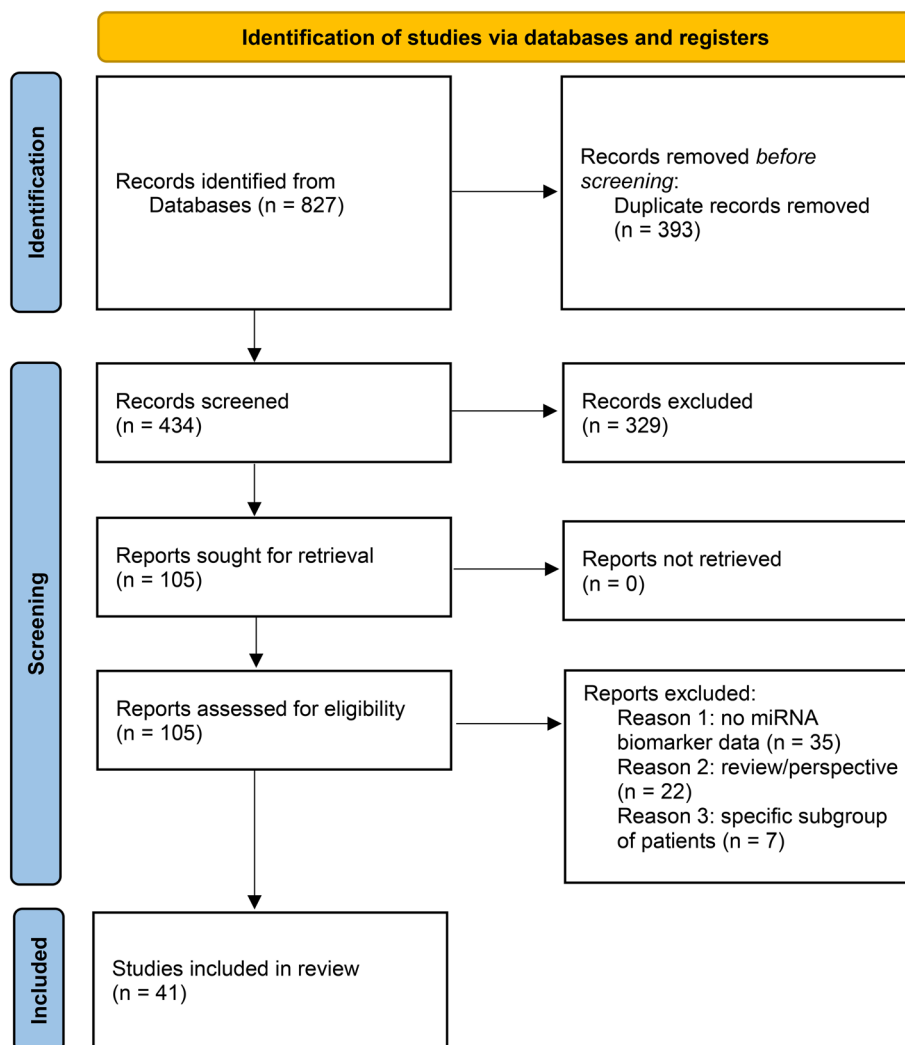 Identification of studies via databases and registers
Identification
Records identified from
Databases (n = 827)
Records removed before
screening:
Duplicate records removed
(n = 393)
Screening
Records screened
(n = 434)
Records excluded
(n = 329)
Reports sought for retrieval
(n = 105)
Reports not retrieved
(n = 0)
Reports assessed for eligibility
(n = 105)
Reports excluded:
Reason 1: no miRNA
biomarker data (n = 35)
Reason 2: review/perspective
(n = 22)
Reason 3: specific subgroup
of patients (n = 7)
Included
Studies included in review
(n = 41)